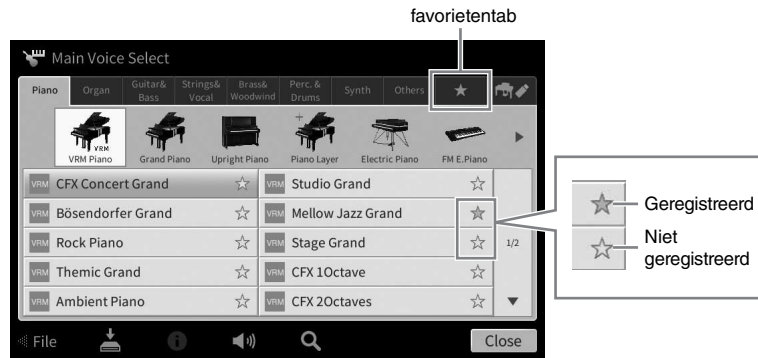 favorietentab
Main Voice Select
Piano Organ Guitar& Bass Strings& Vocal Brass& Woodwind Perc. & Drums Synth Others
VRM
VRM Piano Grand Piano Upright Piano Piano Layer Electric Piano FM E.Piano
VRM CFX Concert Grand VRM Studio Grand
VRM Bösendorfer Grand VRM Mellow Jazz Grand
VRM Rock Piano VRM Stage Grand 1/2
VRM Themic Grand VRM CFX 1Octave
VRM Ambient Piano VRM CFX 2Octaves
File Close
Geregistreerd
Niet
geregistreerd